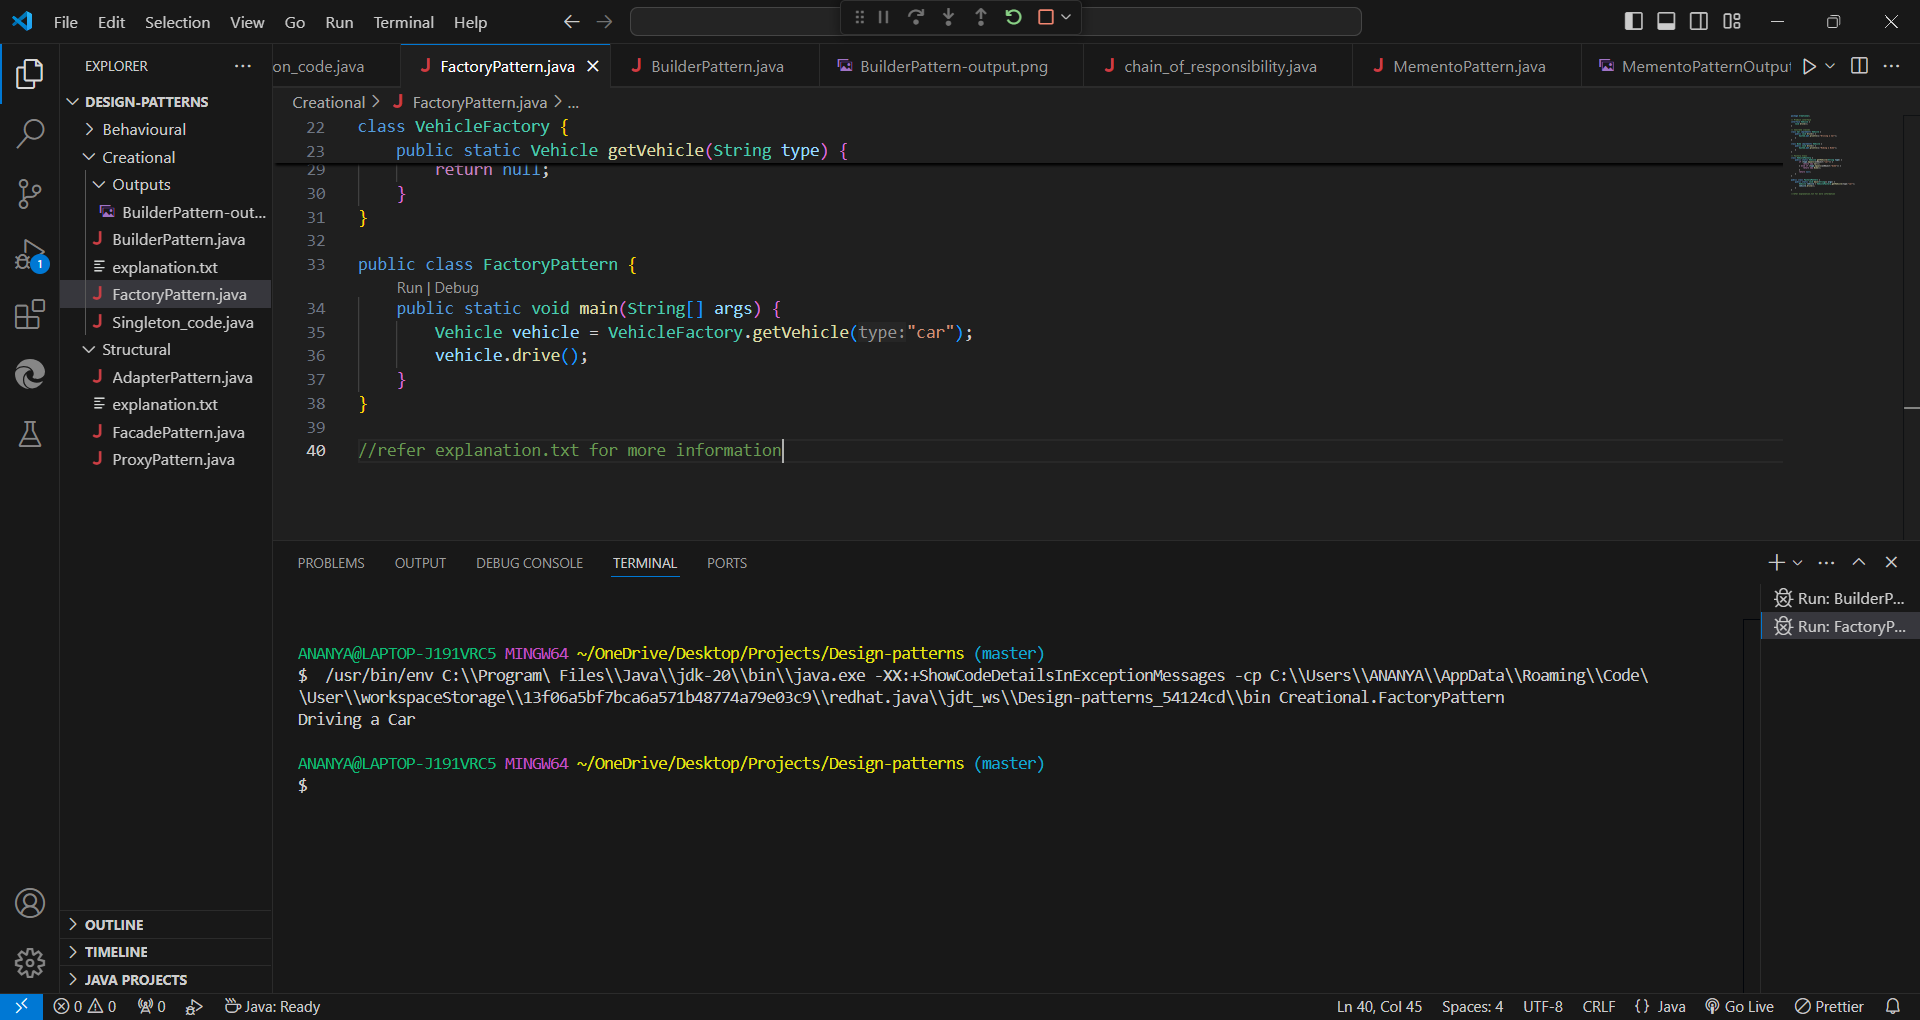 File Edit Selection View Go Run Terminal Help
EXPLORER
DESIGN-PATTERNS
Behavioural
Creational
Outputs
BuilderPattern-out...
BuilderPattern.java
explanation.txt
FactoryPattern.java
Singleton_code.java
Structural
AdapterPattern.java
explanation.txt
FacadePattern.java
ProxyPattern.java
OUTLINE
TIMELINE
JAVA PROJECTS
1
on_code.java FactoryPattern.java BuilderPattern.java BuilderPattern-output.png chain_of_responsibility.java MementoPattern.java MementoPatternOutpu
Creational > FactoryPattern.java > ...
22 class VehicleFactory {
23 public static Vehicle getVehicle(String type) {
29 return null;
30 }
31 }
32
33 public class FactoryPattern {
Run | Debug
34 public static void main(String[] args) {
35 Vehicle vehicle = VehicleFactory.getVehicle(type:"car");
36 vehicle.drive();
37 }
38 }
39
40 //refer explanation.txt for more information
PROBLEMS OUTPUT DEBUG CONSOLE TERMINAL PORTS
Run: BuilderP...
Run: FactoryP...
ANANYA@LAPTOP-J191VRC5 MINGW64 ~/OneDrive/Desktop/Projects/Design-patterns (master)
$ /usr/bin/env C:\\Program\ Files\\Java\\jdk-20\\bin\\java.exe -XX:+ShowCodeDetailsInExceptionMessages -cp C:\\Users\\ANANYA\\AppData\\Roaming\\Code\
\User\\workspaceStorage\\13f06a5bf7bca6a571b48774a79e03c9\\redhat.java\\jdt_ws\\Design-patterns_54124cd\\bin Creational.FactoryPattern
Driving a Car
ANANYA@LAPTOP-J191VRC5 MINGW64 ~/OneDrive/Desktop/Projects/Design-patterns (master)
$
0 0 0 Java: Ready Ln 40, Col 45 Spaces: 4 UTF-8 CRLF {} Java Go Live Prettier